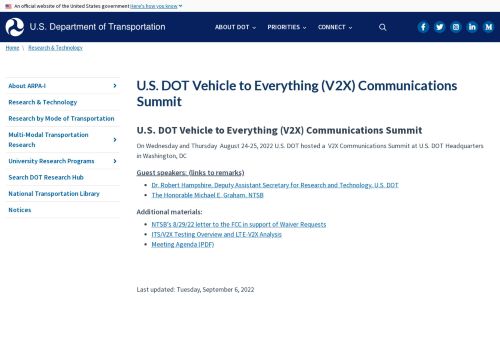 An official website of the United States government Here's how you know
U.S. Department of Transportation
ABOUT DOT
PRIORITIES
CONNECT
Home \ Research & Technology
About ARPA-I
Research & Technology
Research by Mode of Transportation
Multi-Modal Transportation
Research
University Research Programs
Search DOT Research Hub
National Transportation Library
Notices
U.S. DOT Vehicle to Everything (V2X) Communications
Summit
U.S. DOT Vehicle to Everything (V2X) Communications Summit
On Wednesday and Thursday August 24-25, 2022 U.S. DOT hosted a V2X Communications Summit at U.S. DOT Headquarters
in Washington, DC
Guest speakers: (links to remarks)
Dr. Robert Hampshire, Deputy Assistant Secretary for Research and Technology, U.S. DOT
The Honorable Michael E. Graham, NTSB
Additional materials:
NTSB's 8/29/22 letter to the FCC in support of Waiver Requests
ITS/V2X Testing Overview and LTE-V2X Analysis
Meeting Agenda (PDF)
Last updated: Tuesday, September 6, 2022